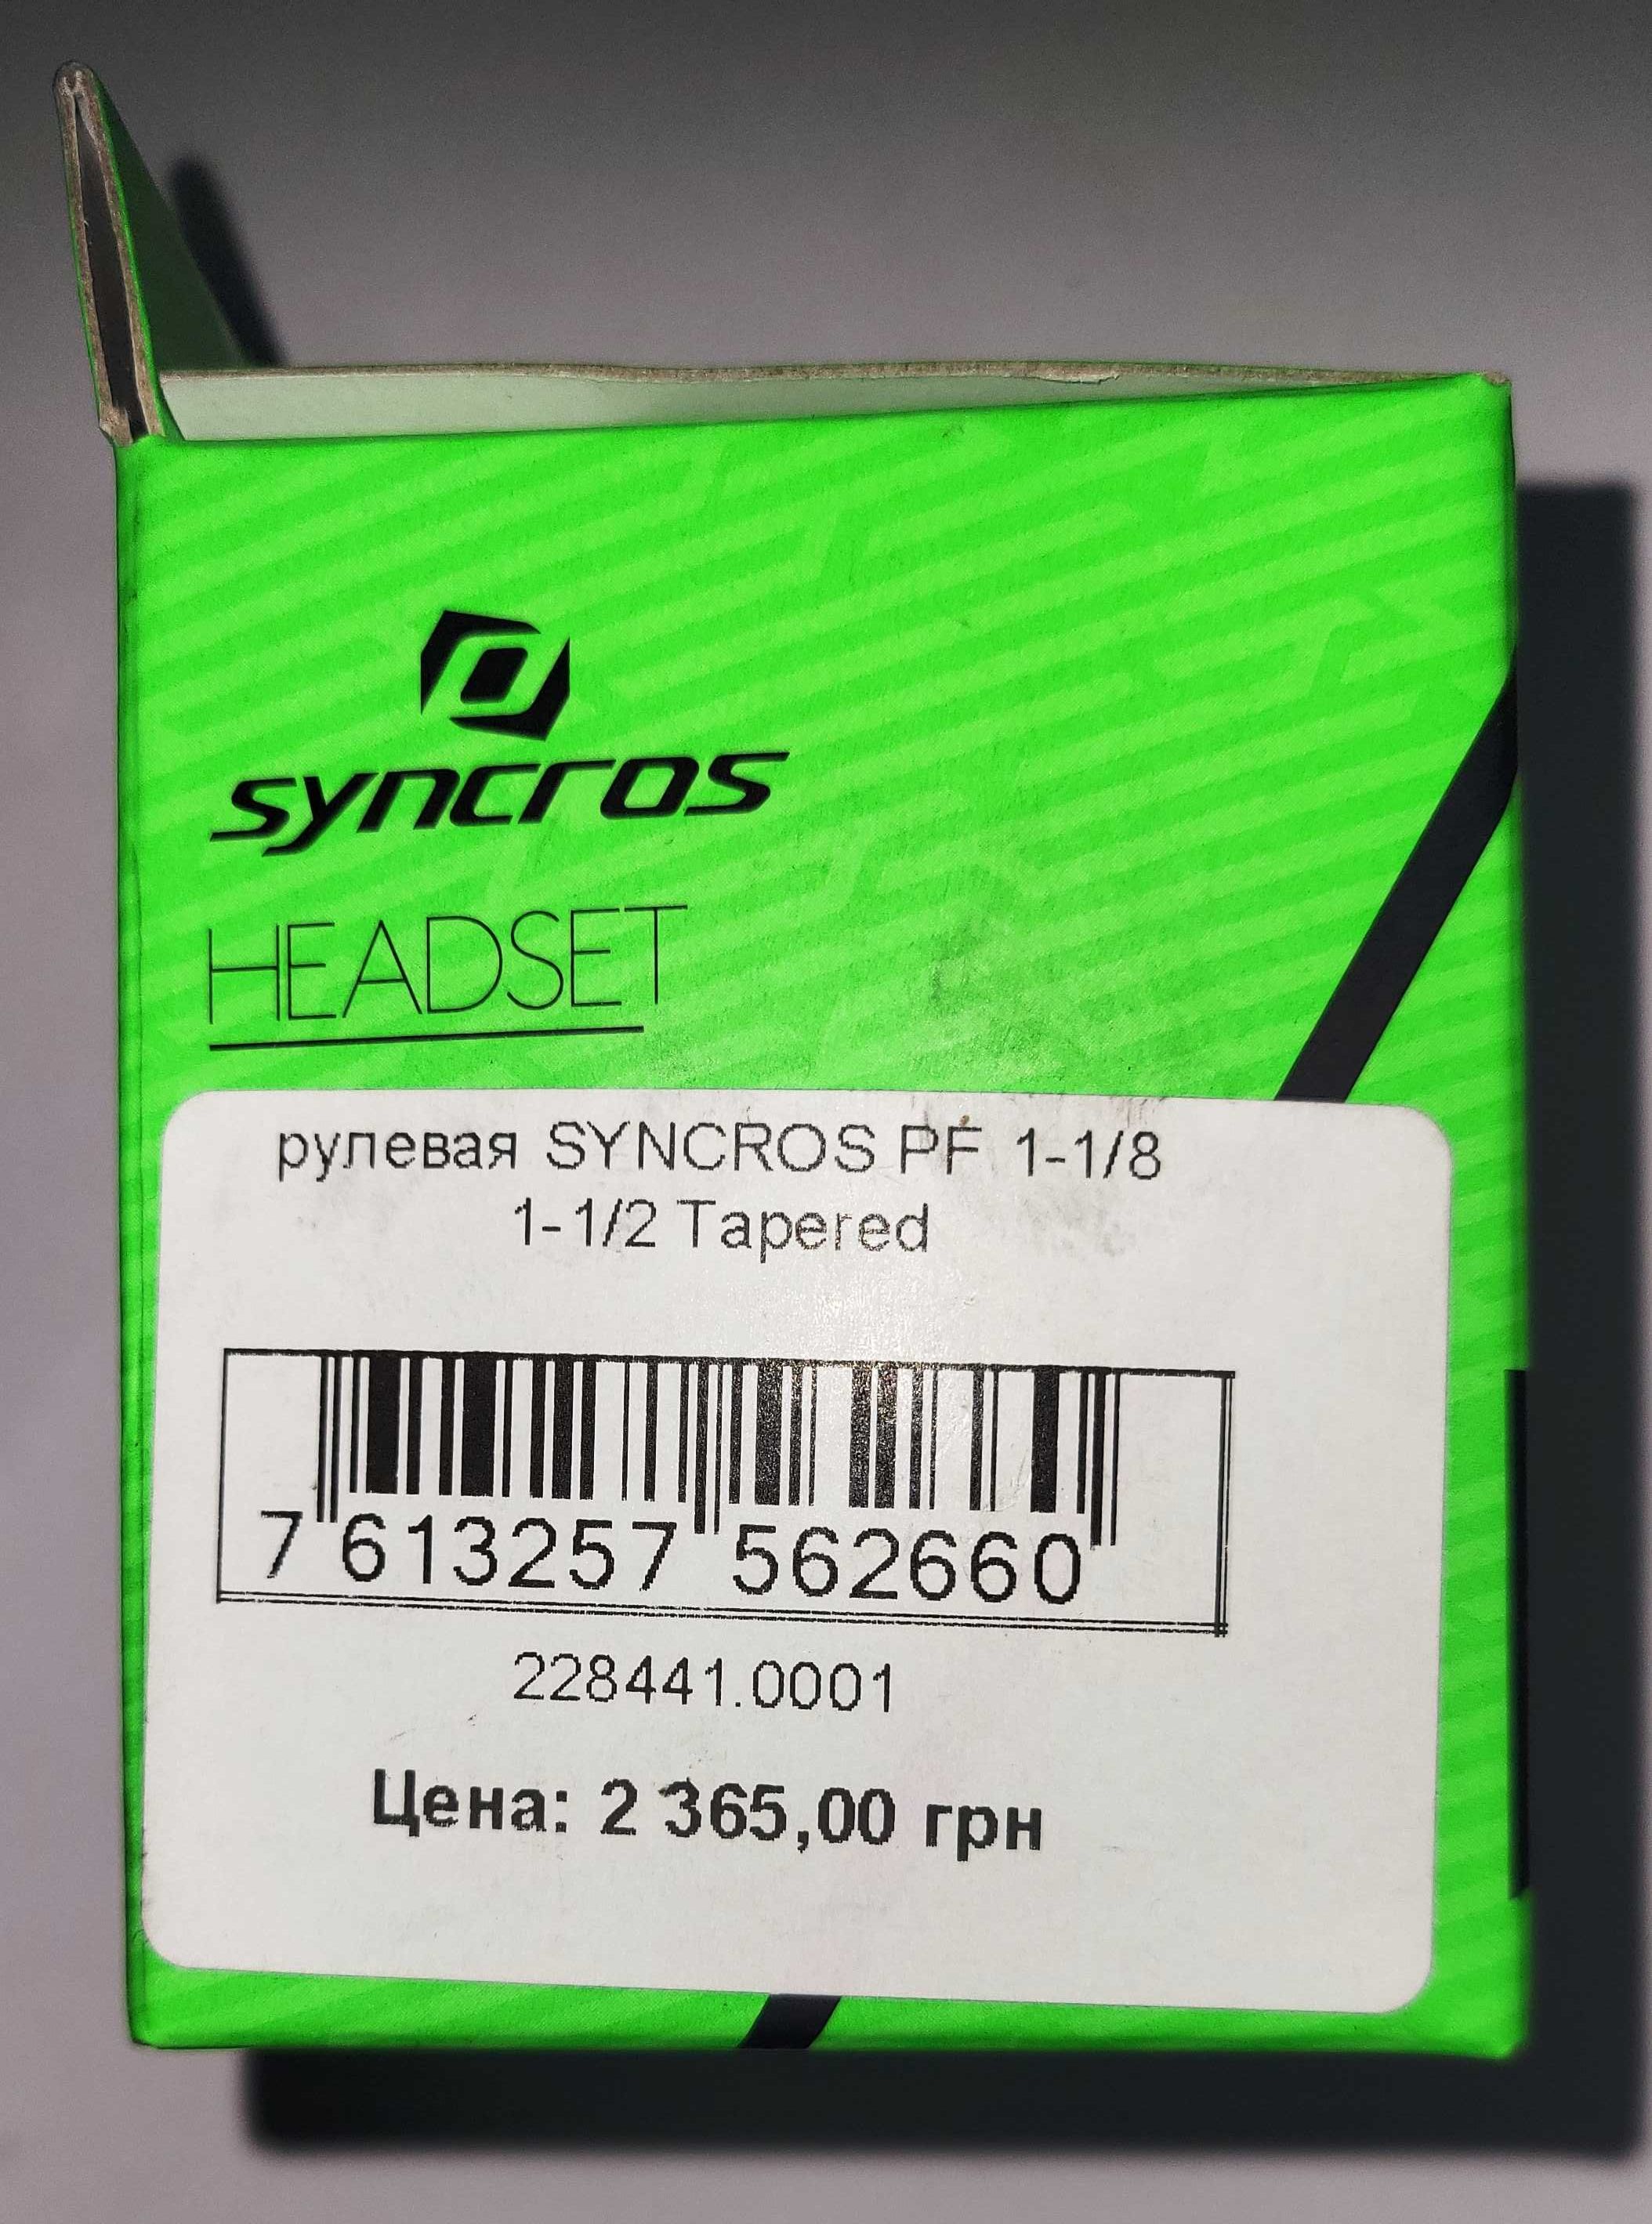 syncros
HEADSET
рулевая SYNCROS PF 1-1/8
1-1/2 Tapered
7 613257 562660
228441.0001
Цена: 2 365,00 грн